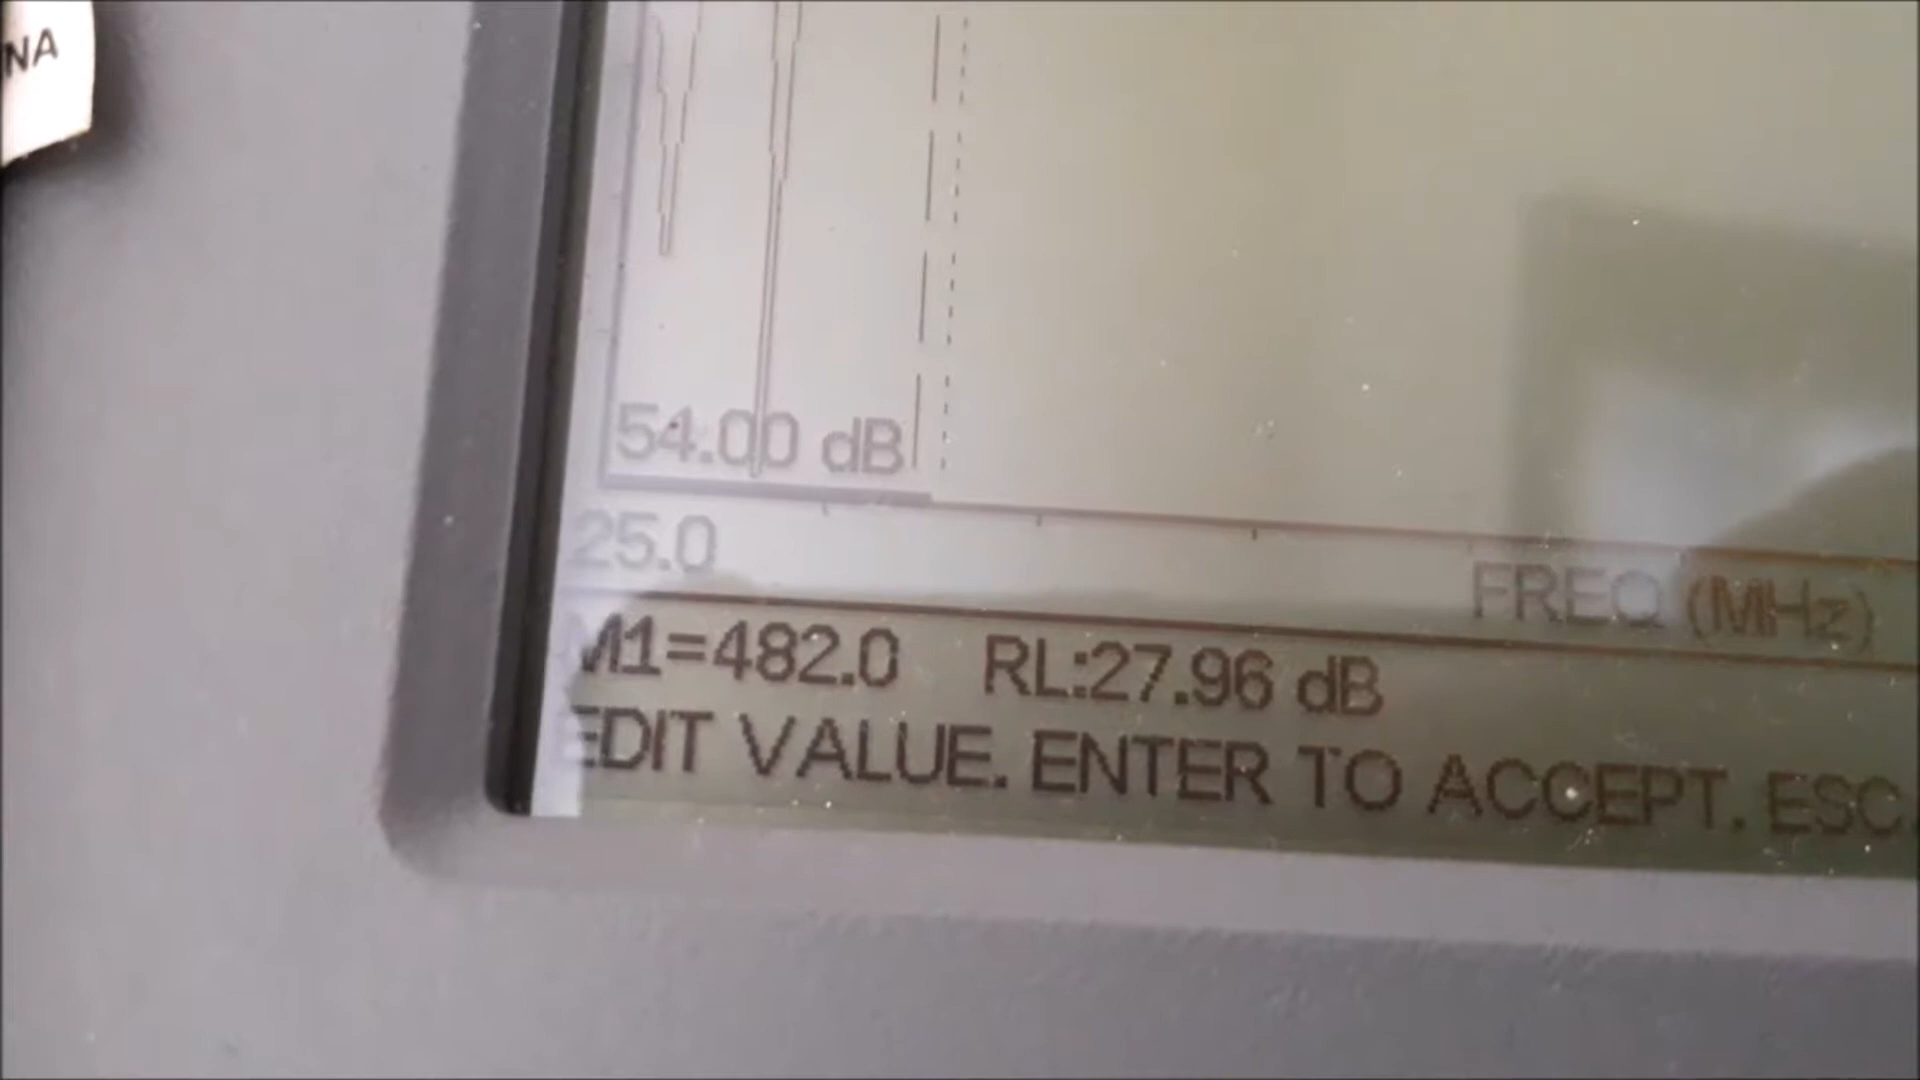 NA
54.00 dB
25.0
FREQ (MHz)
M1=482.0 RL:27.96 dB
EDIT VALUE. ENTER TO ACCEPT. ESC.